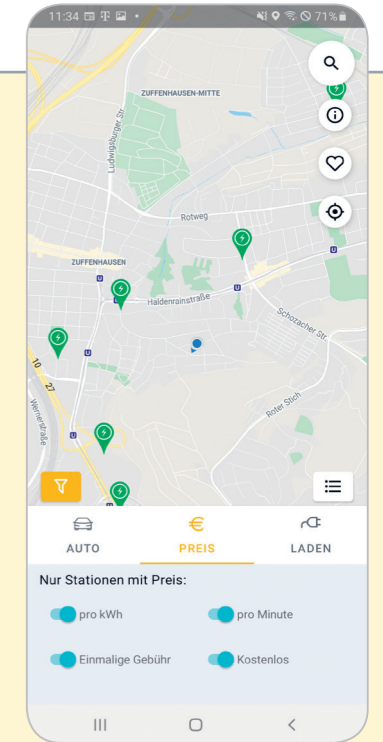 11:34
71%
ZUFFENHAUSEN-MITTE
Ludwigsburger Str.
Rotweg
ZUFFENHAUSEN
U
U
Haldenrainstraße
U
U
Schozacher Str.
U
10
27
Wernerstraße
Roter Stich
U
AUTO
PREIS
LADEN
Nur Stationen mit Preis:
pro kWh
pro Minute
Einmalige Gebühr
Kostenlos